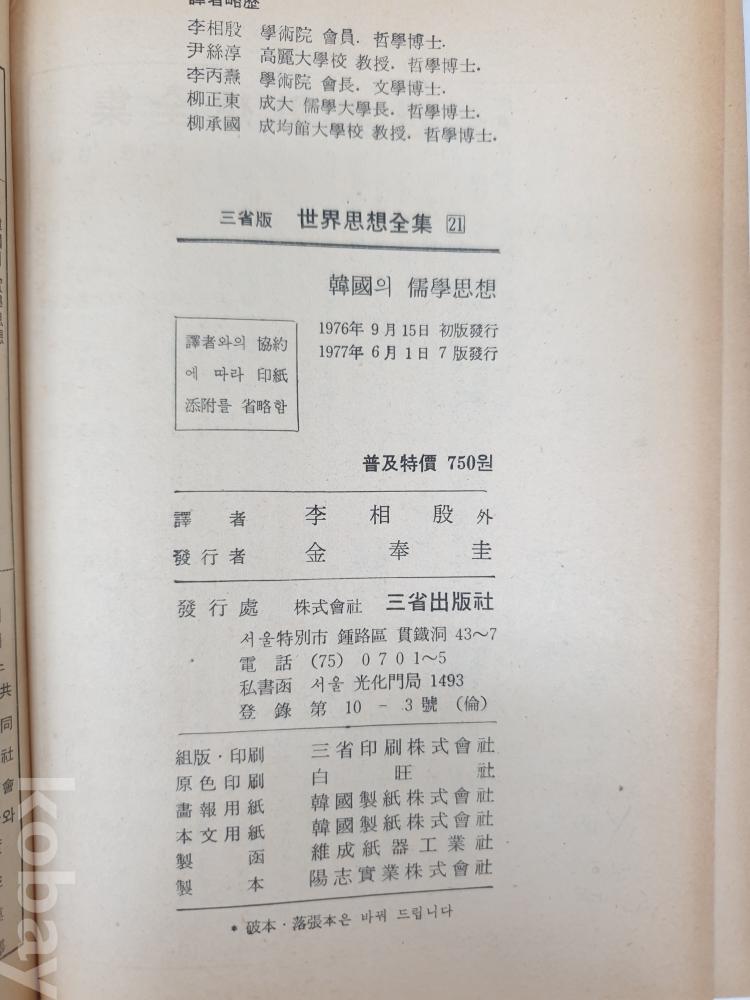 譯者略歷
李相殷 學術院 會員. 哲學博士.
尹絲淳 高麗大學校 教授. 哲學博士.
李丙燾 學術院 會長. 文學博士.
柳正東 成大 儒學大學長. 哲學博士.
柳承國 成均館大學校 教授. 哲學博士.
三省版 世界思想全集 21
韓國의 儒學思想
1976年 9月 15日 初版發行
1977年 6月 1日 7版發行
譯者와의 協約
에 따라 印紙
添附를 省略함
普及特價 750원
譯者 李相殷 外
發行者 金奉圭
發行處 株式會社 三省出版社
서울特別市 鍾路區 貫鐵洞 43~7
電話 (75) 0701~5
私書函 서울 光化門局 1493
登錄 第 10-3號 (倫)
組版·印刷 三省印刷株式會社
原色印刷 白旺社
畵報用紙 韓國製紙株式會社
本文用紙 韓國製紙株式會社
製函 維成紙器工業社
製本 陽志實業株式會社
* 破本·落張本은 바꿔 드립니다
共
同
社
會
와
kobay